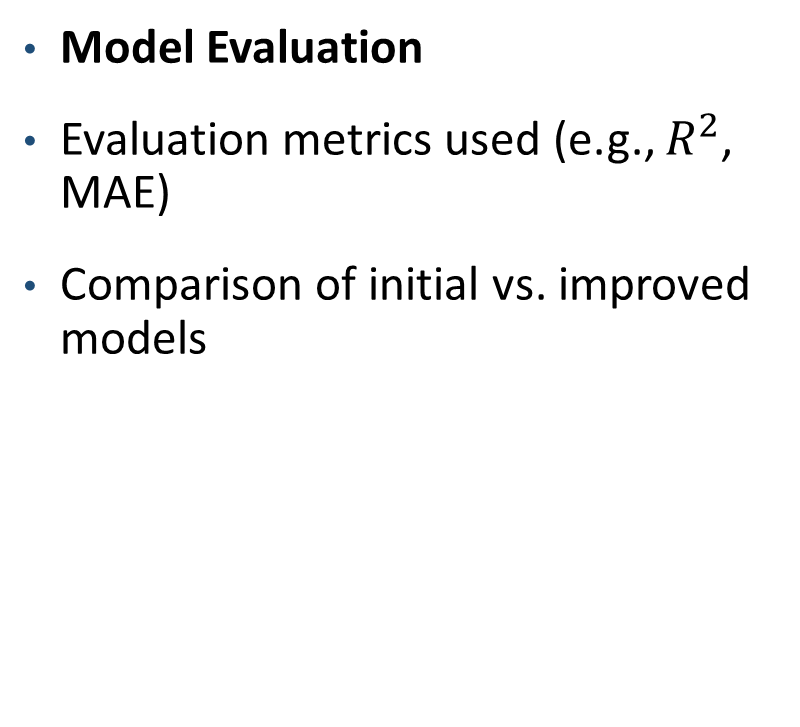 • Model Evaluation
• Evaluation metrics used (e.g., R²,
MAE)
• Comparison of initial vs. improved
models